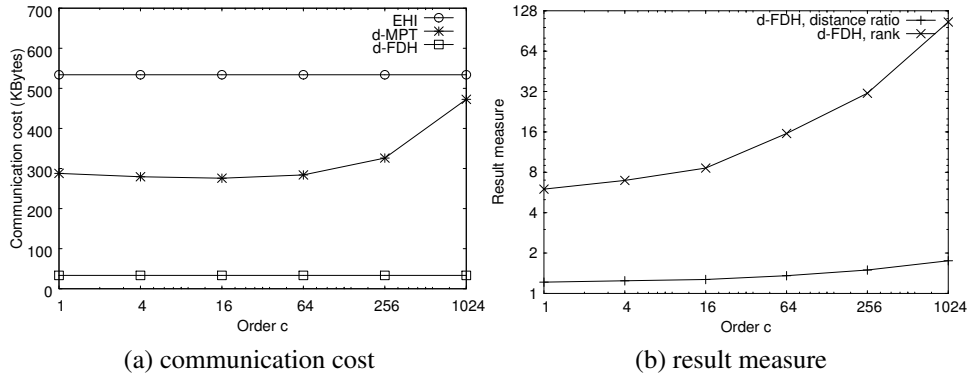 700
600
500
400
300
200
100
0
Communication cost (KBytes)
EHI
d-MPT
d-FDH
1 4 16 64 256 1024
Order c
(a) communication cost
128
64
32
16
8
4
2
1
Result measure
d-FDH, distance ratio
d-FDH, rank
1 4 16 64 256 1024
Order c
(b) result measure